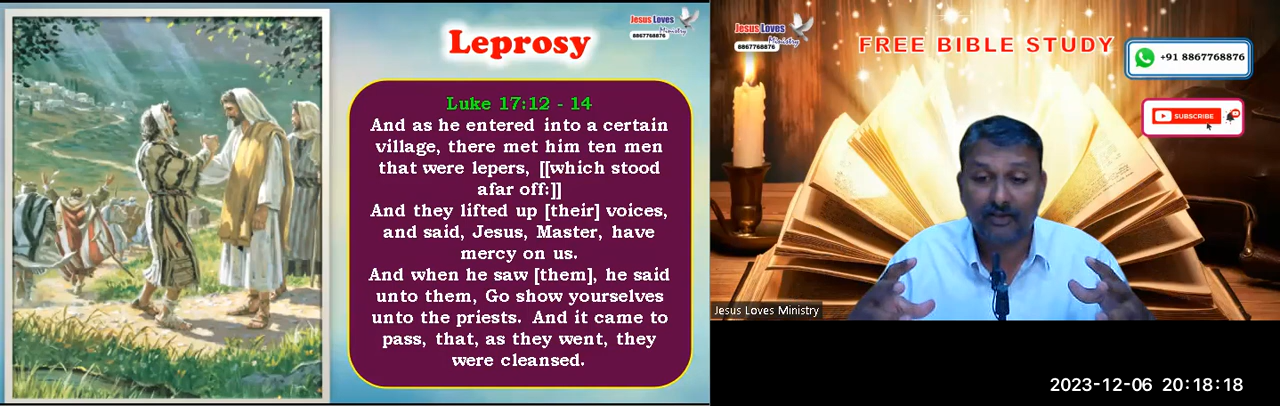 Leprosy
Jesus Loves
Ministry
8867768876
Luke 17:12 - 14
And as he entered into a certain
village, there met him ten men
that were lepers, [[which stood
afar off:]]
And they lifted up [their] voices,
and said, Jesus, Master, have
mercy on us.
And when he saw [them], he said
unto them, Go show yourselves
unto the priests. And it came to
pass, that, as they went, they
were cleansed.
Jesus Loves
Ministry
8867768876
FREE BIBLE STUDY
+91 8867768876
SUBSCRIBE
Jesus Loves Ministry
2023-12-06 20:18:18